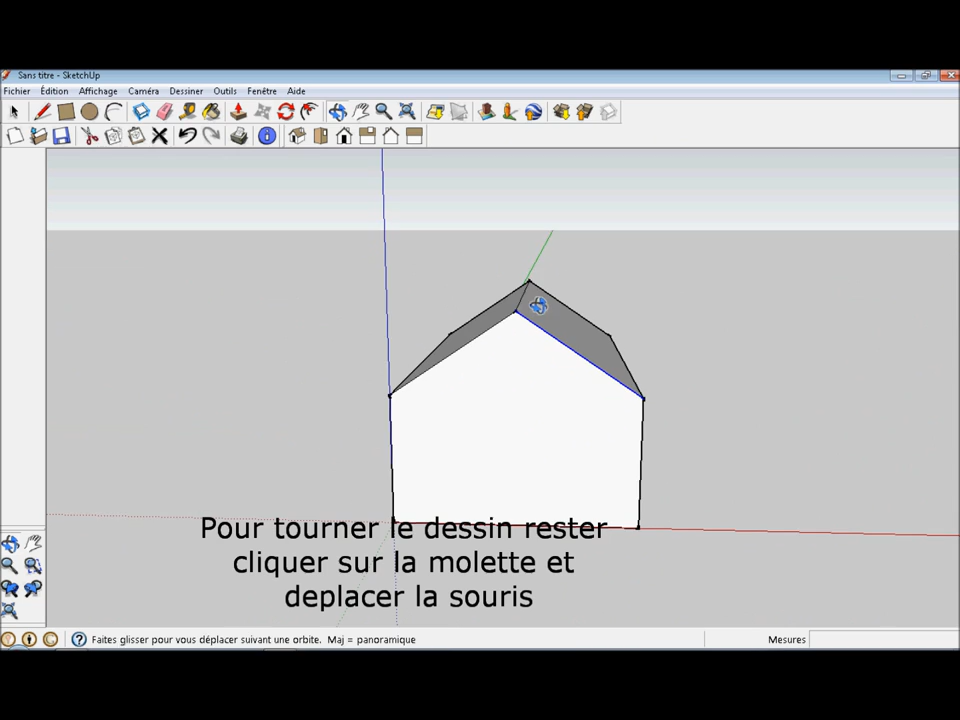 Sans titre - SketchUp
Fichier Édition Affichage Caméra Dessiner Outils Fenêtre Aide
Pour tourner le dessin rester
cliquer sur la molette et
deplacer la souris
Faites glisser pour vous déplacer suivant une orbite. Maj = panoramique
Mesures